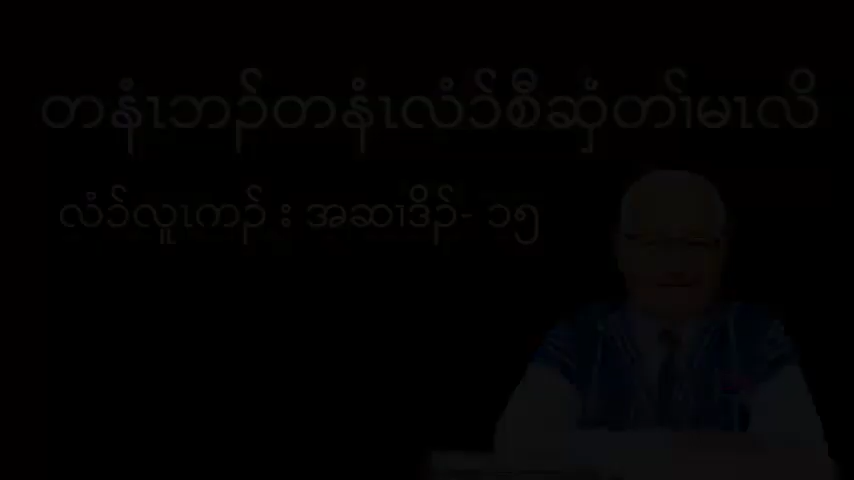 တနံၤဘၣ်တနံၤလံာ်စီဆှံတၢ်မၤလိ
လံာ်လူၤကၣ် : အဆၢဒိၣ်- ၁၅